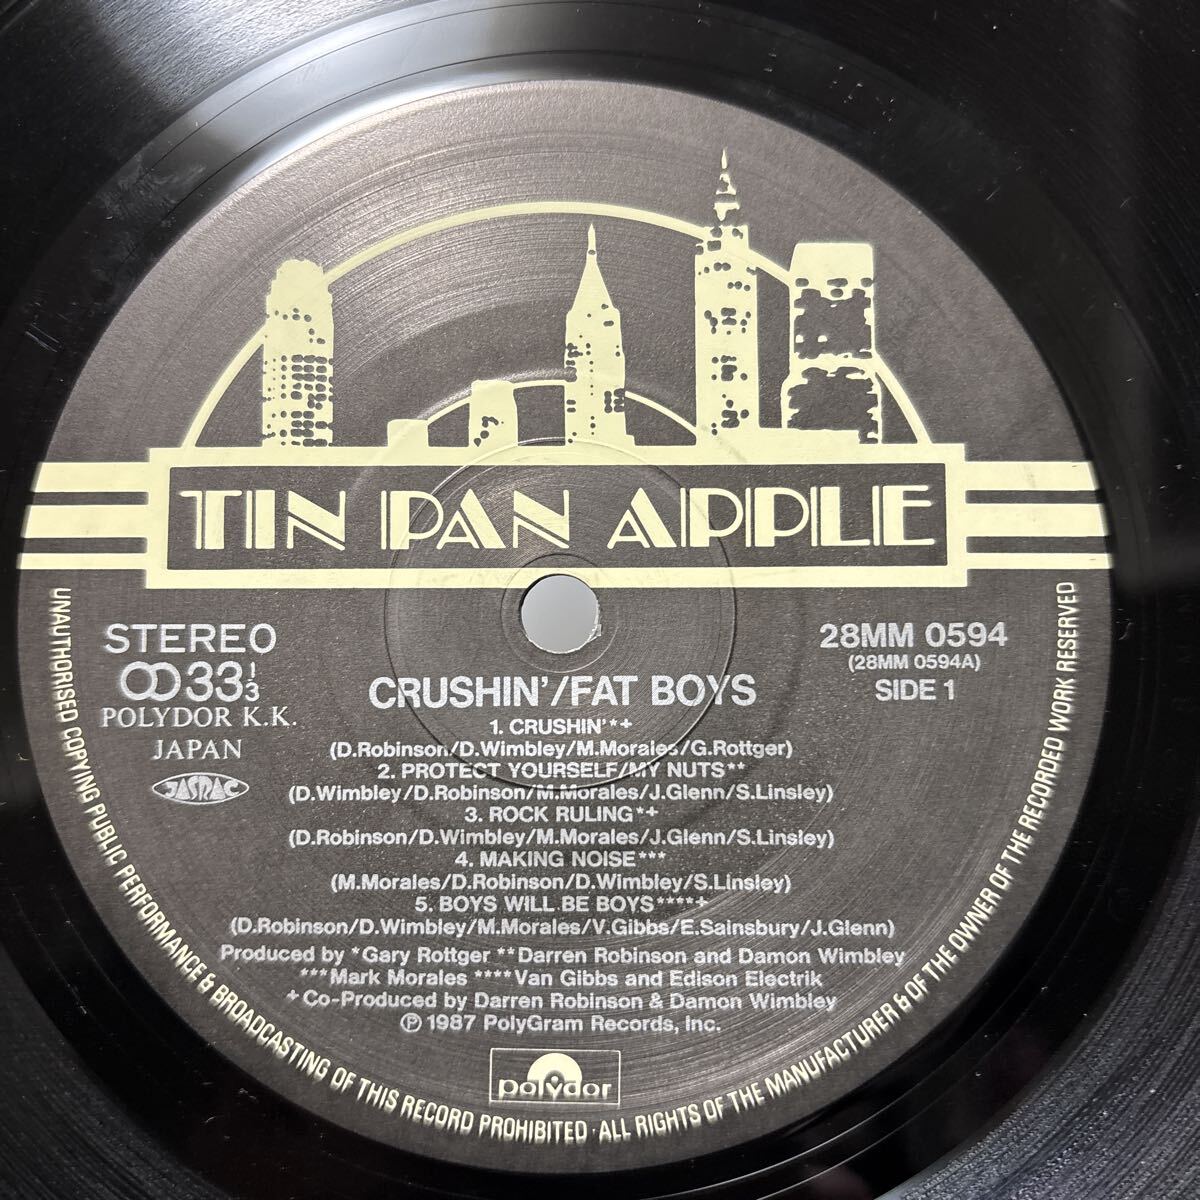 TIN PAN APPLE
STEREO
33 1/3
POLYDOR K.K.
JAPAN
JASRAC
28MM 0594
(28MM 0594A)
SIDE 1
CRUSHIN'/FAT BOYS
1. CRUSHIN'*+
(D.Robinson/D.Wimbley/M.Morales/G.Rottger)
2. PROTECT YOURSELF/MY NUTS**
(D.Wimbley/D.Robinson/M.Morales/J.Glenn/S.Linsley)
3. ROCK RULING*+
(D.Robinson/D.Wimbley/M.Morales/J.Glenn/S.Linsley)
4. MAKING NOISE***
(M.Morales/D.Robinson/D.Wimbley/S.Linsley)
5. BOYS WILL BE BOYS****+
(D.Robinson/D.Wimbley/M.Morales/V.Gibbs/E.Sainsbury/J.Glenn)
Produced by *Gary Rottger **Darren Robinson and Damon Wimbley
***Mark Morales ****Van Gibbs and Edison Electrik
+Co-Produced by Darren Robinson & Damon Wimbley
℗ 1987 PolyGram Records, Inc.
polydor
UNAUTHORISED COPYING PUBLIC PERFORMANCE & BROADCASTING OF THIS RECORD PROHIBITED · ALL RIGHTS OF THE MANUFACTURER & OF THE OWNER OF THE RECORDED WORK RESERVED